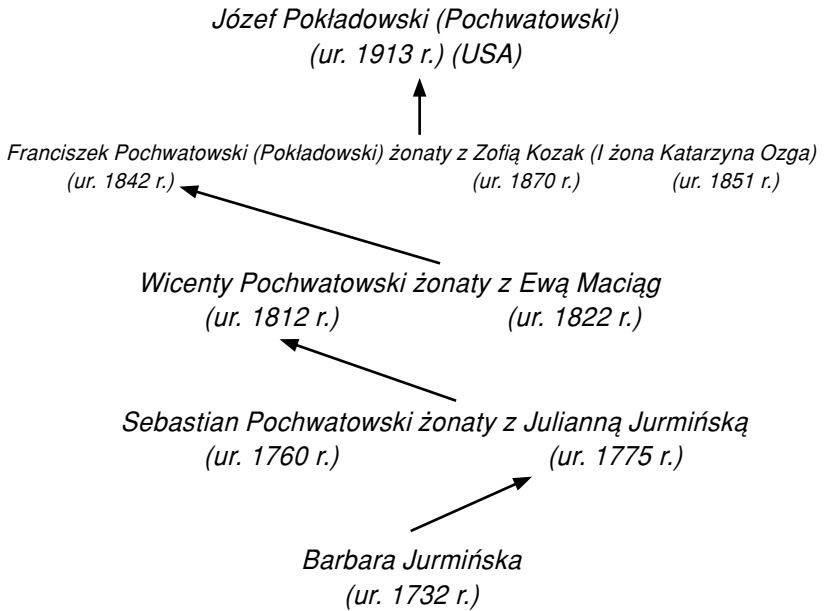 Józef Pokładowski (Pochwatowski)
(ur. 1913 r.) (USA)
Franciszek Pochwatowski (Pokładowski) żonaty z Zofią Kozak (I żona Katarzyna Ozga)
(ur. 1842 r.) (ur. 1870 r.) (ur. 1851 r.)
Wicenty Pochwatowski żonaty z Ewą Maciąg
(ur. 1812 r.) (ur. 1822 r.)
Sebastian Pochwatowski żonaty z Julianną Jurmińską
(ur. 1760 r.) (ur. 1775 r.)
Barbara Jurmińska
(ur. 1732 r.)